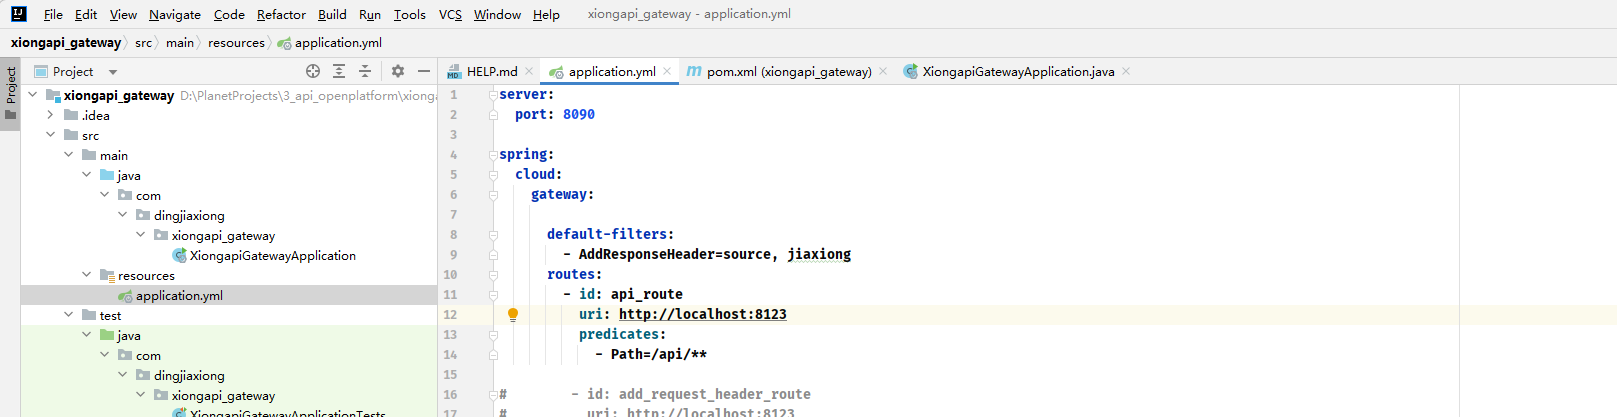 File Edit View Navigate Code Refactor Build Run Tools VCS Window Help xiongapi_gateway - application.yml
xiongapi_gateway src main resources application.yml
Project
Project
HELP.md application.yml pom.xml (xiongapi_gateway) XiongapiGatewayApplication.java
xiongapi_gateway D:\PlanetProjects\3_api_openplatform\xionga
.idea
src
main
java
com
dingjiaxiong
xiongapi_gateway
XiongapiGatewayApplication
resources
application.yml
test
java
com
dingjiaxiong
xiongapi_gateway
XiongapiGatewayApplicationTests
1 server:
2 port: 8090
3
4 spring:
5 cloud:
6 gateway:
7
8 default-filters:
9 - AddResponseHeader=source, jiaxiong
10 routes:
11 - id: api_route
12 uri: http://localhost:8123
13 predicates:
14 - Path=/api/**
15
16 # - id: add_request_header_route
17 # uri: http://localhost:8123